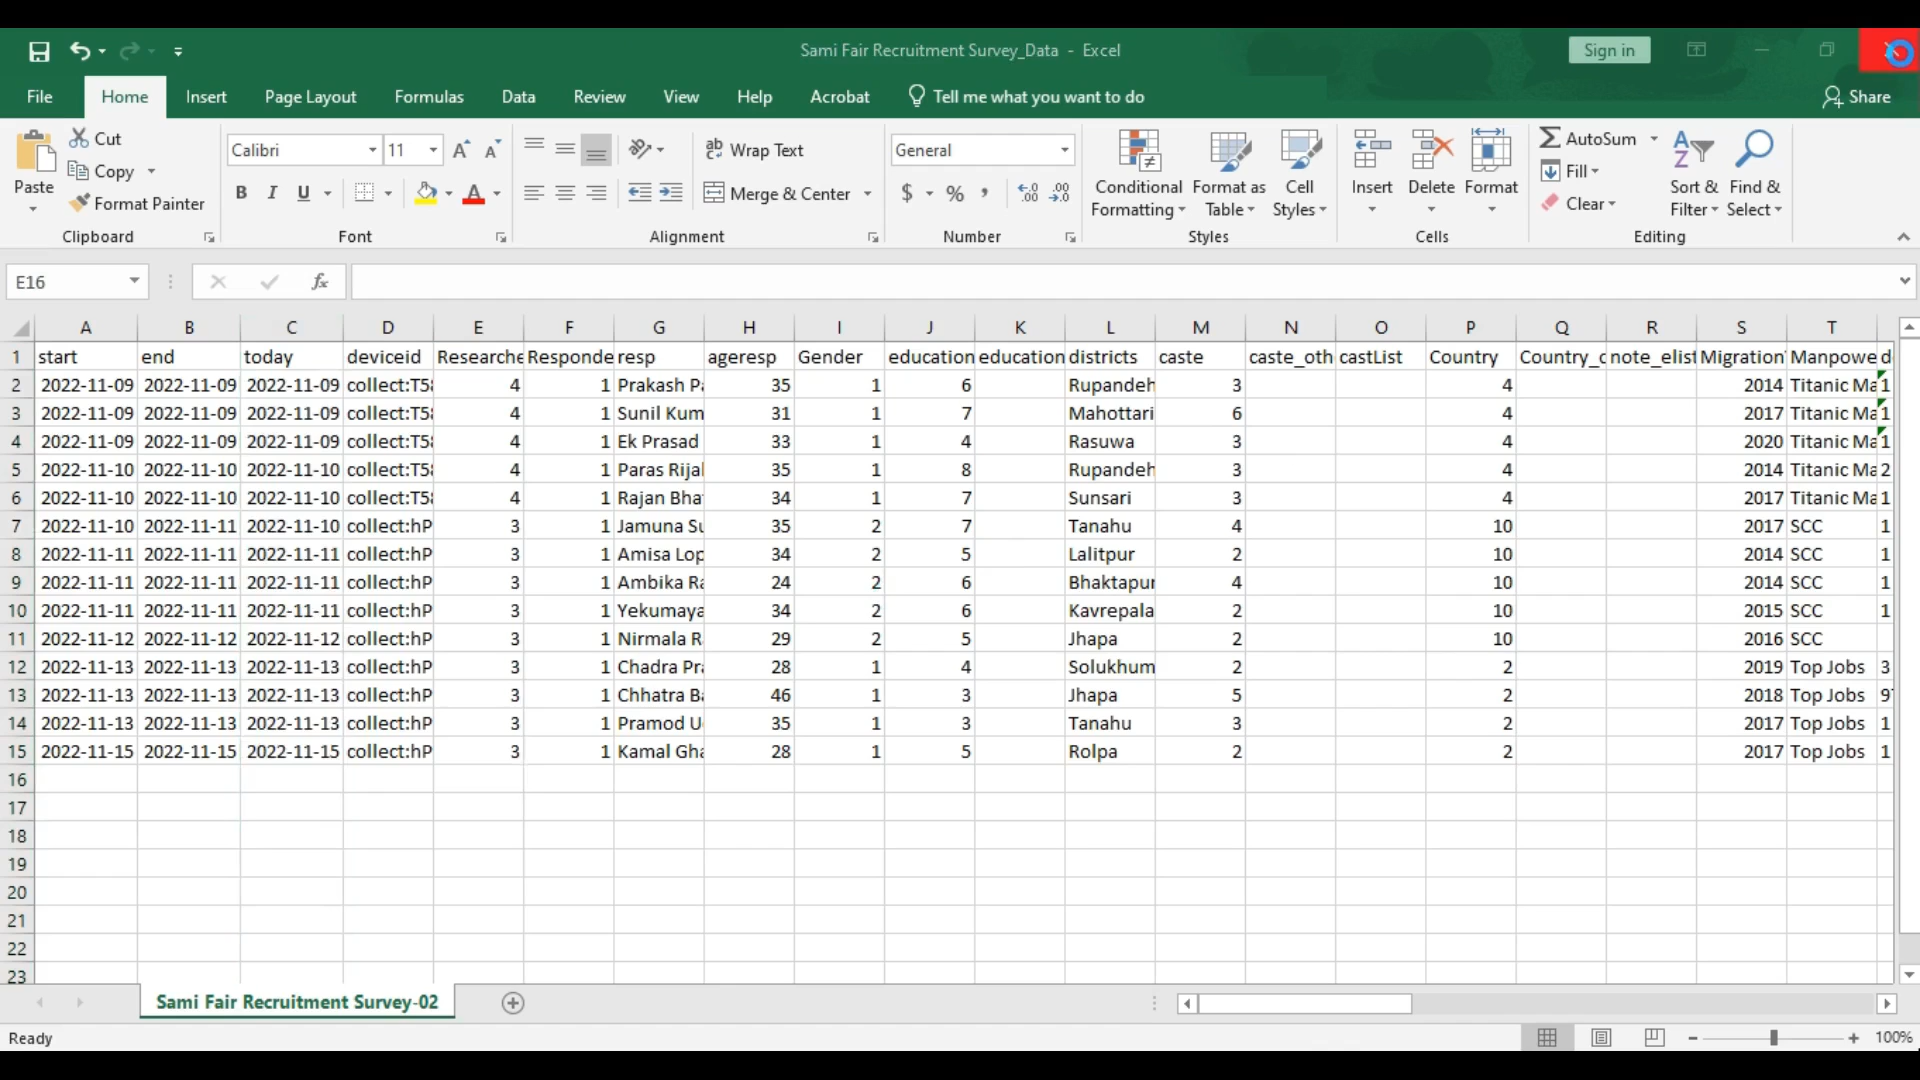 Sami Fair Recruitment Survey_Data - Excel
Sign in
File Home Insert Page Layout Formulas Data Review View Help Acrobat Tell me what you want to do Share
Paste Cut Copy Format Painter Clipboard
Calibri 11 B I U A Font
Wrap Text Merge & Center Alignment
General $ % , Number
Conditional Formatting Format as Table Cell Styles Styles
Insert Delete Format Cells
AutoSum Fill Clear Sort & Filter Find & Select Editing
E16 fx
A B C D E F G H I J K L M N O P Q R S T
1 start end today deviceid Researche Responde resp ageresp Gender education education districts caste caste_oth castList Country Country_o note_elist Migration Manpowe d
2 2022-11-09 2022-11-09 2022-11-09 collect:T58 4 1 Prakash Pa 35 1 6 Rupandeh 3 4 2014 Titanic Ma 1
3 2022-11-09 2022-11-09 2022-11-09 collect:T58 4 1 Sunil Kum 31 1 7 Mahottari 6 4 2017 Titanic Ma 1
4 2022-11-09 2022-11-09 2022-11-09 collect:T58 4 1 Ek Prasad 33 1 4 Rasuwa 3 4 2020 Titanic Ma 1
5 2022-11-10 2022-11-10 2022-11-10 collect:T58 4 1 Paras Rijal 35 1 8 Rupandeh 3 4 2014 Titanic Ma 2
6 2022-11-10 2022-11-10 2022-11-10 collect:T58 4 1 Rajan Bha 34 1 7 Sunsari 3 4 2017 Titanic Ma 1
7 2022-11-10 2022-11-11 2022-11-10 collect:hP 3 1 Jamuna Su 35 2 7 Tanahu 4 10 2017 SCC 1
8 2022-11-11 2022-11-11 2022-11-11 collect:hP 3 1 Amisa Lop 34 2 5 Lalitpur 2 10 2014 SCC 1
9 2022-11-11 2022-11-11 2022-11-11 collect:hP 3 1 Ambika Ra 24 2 6 Bhaktapur 4 10 2014 SCC 1
10 2022-11-11 2022-11-11 2022-11-11 collect:hP 3 1 Yekumaya 34 2 6 Kavrepala 2 10 2015 SCC 1
11 2022-11-12 2022-11-12 2022-11-12 collect:hP 3 1 Nirmala R 29 2 5 Jhapa 2 10 2016 SCC
12 2022-11-13 2022-11-13 2022-11-13 collect:hP 3 1 Chadra Pra 28 1 4 Solukhum 2 2 2019 Top Jobs 3
13 2022-11-13 2022-11-13 2022-11-13 collect:hP 3 1 Chhatra Ba 46 1 3 Jhapa 5 2 2018 Top Jobs 9
14 2022-11-13 2022-11-13 2022-11-13 collect:hP 3 1 Pramod U 35 1 3 Tanahu 3 2 2017 Top Jobs 1
15 2022-11-15 2022-11-15 2022-11-15 collect:hP 3 1 Kamal Gha 28 1 5 Rolpa 2 2 2017 Top Jobs 1
16
17
18
19
20
21
22
23
Sami Fair Recruitment Survey-02
Ready
100%